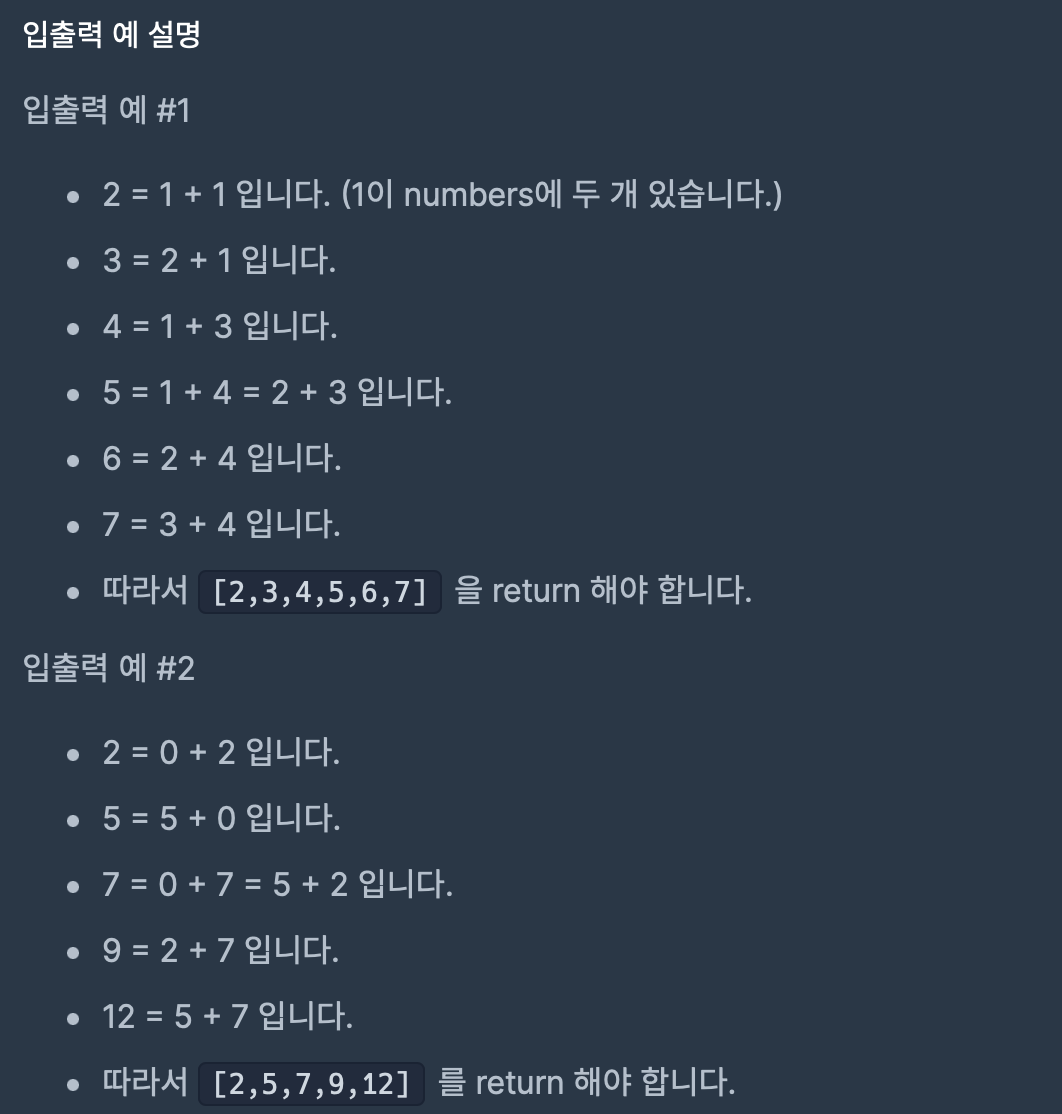 입출력 예 설명
입출력 예 #1
• 2 = 1 + 1 입니다. (1이 numbers에 두 개 있습니다.)
• 3 = 2 + 1 입니다.
• 4 = 1 + 3 입니다.
• 5 = 1 + 4 = 2 + 3 입니다.
• 6 = 2 + 4 입니다.
• 7 = 3 + 4 입니다.
• 따라서 [2,3,4,5,6,7] 을 return 해야 합니다.
입출력 예 #2
• 2 = 0 + 2 입니다.
• 5 = 5 + 0 입니다.
• 7 = 0 + 7 = 5 + 2 입니다.
• 9 = 2 + 7 입니다.
• 12 = 5 + 7 입니다.
• 따라서 [2,5,7,9,12] 를 return 해야 합니다.